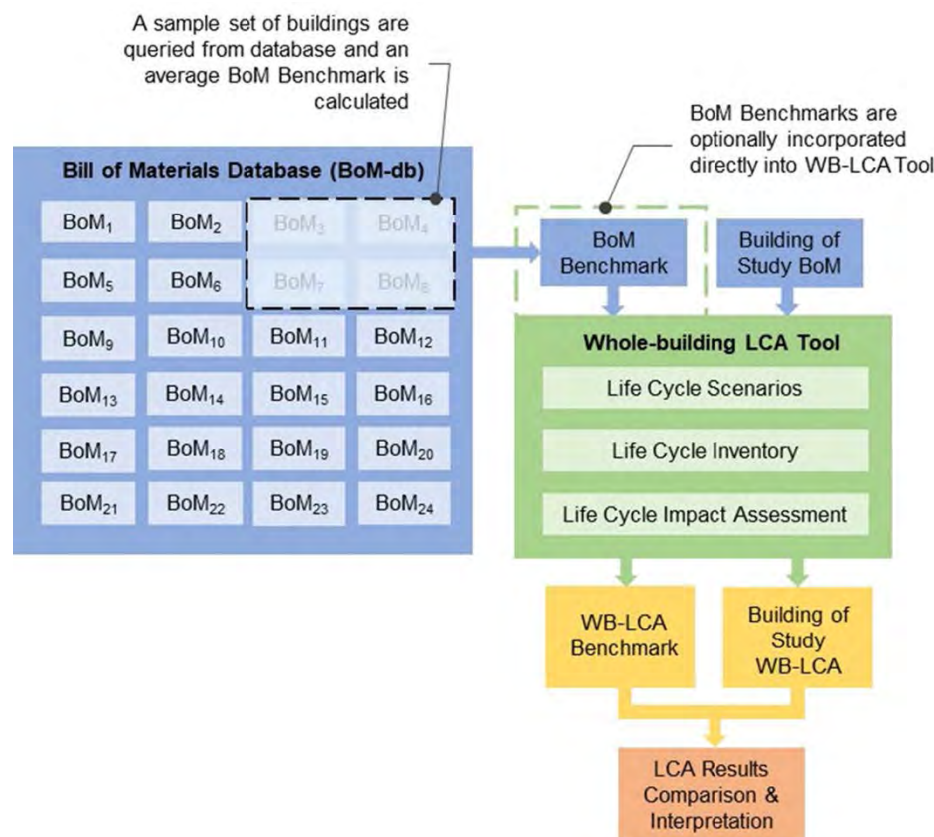 A sample set of buildings are
queried from database and an
average BoM Benchmark is
calculated
BoM Benchmarks are
optionally incorporated
directly into WB-LCA Tool
Bill of Materials Database (BoM-db)
BoM1 BoM2 BoM3 BoM4
BoM5 BoM6 BoM7 BoM8
BoM9 BoM10 BoM11 BoM12
BoM13 BoM14 BoM15 BoM16
BoM17 BoM18 BoM19 BoM20
BoM21 BoM22 BoM23 BoM24
BoM
Benchmark
Building of
Study BoM
Whole-building LCA Tool
Life Cycle Scenarios
Life Cycle Inventory
Life Cycle Impact Assessment
WB-LCA
Benchmark
Building of
Study
WB-LCA
LCA Results
Comparison &
Interpretation